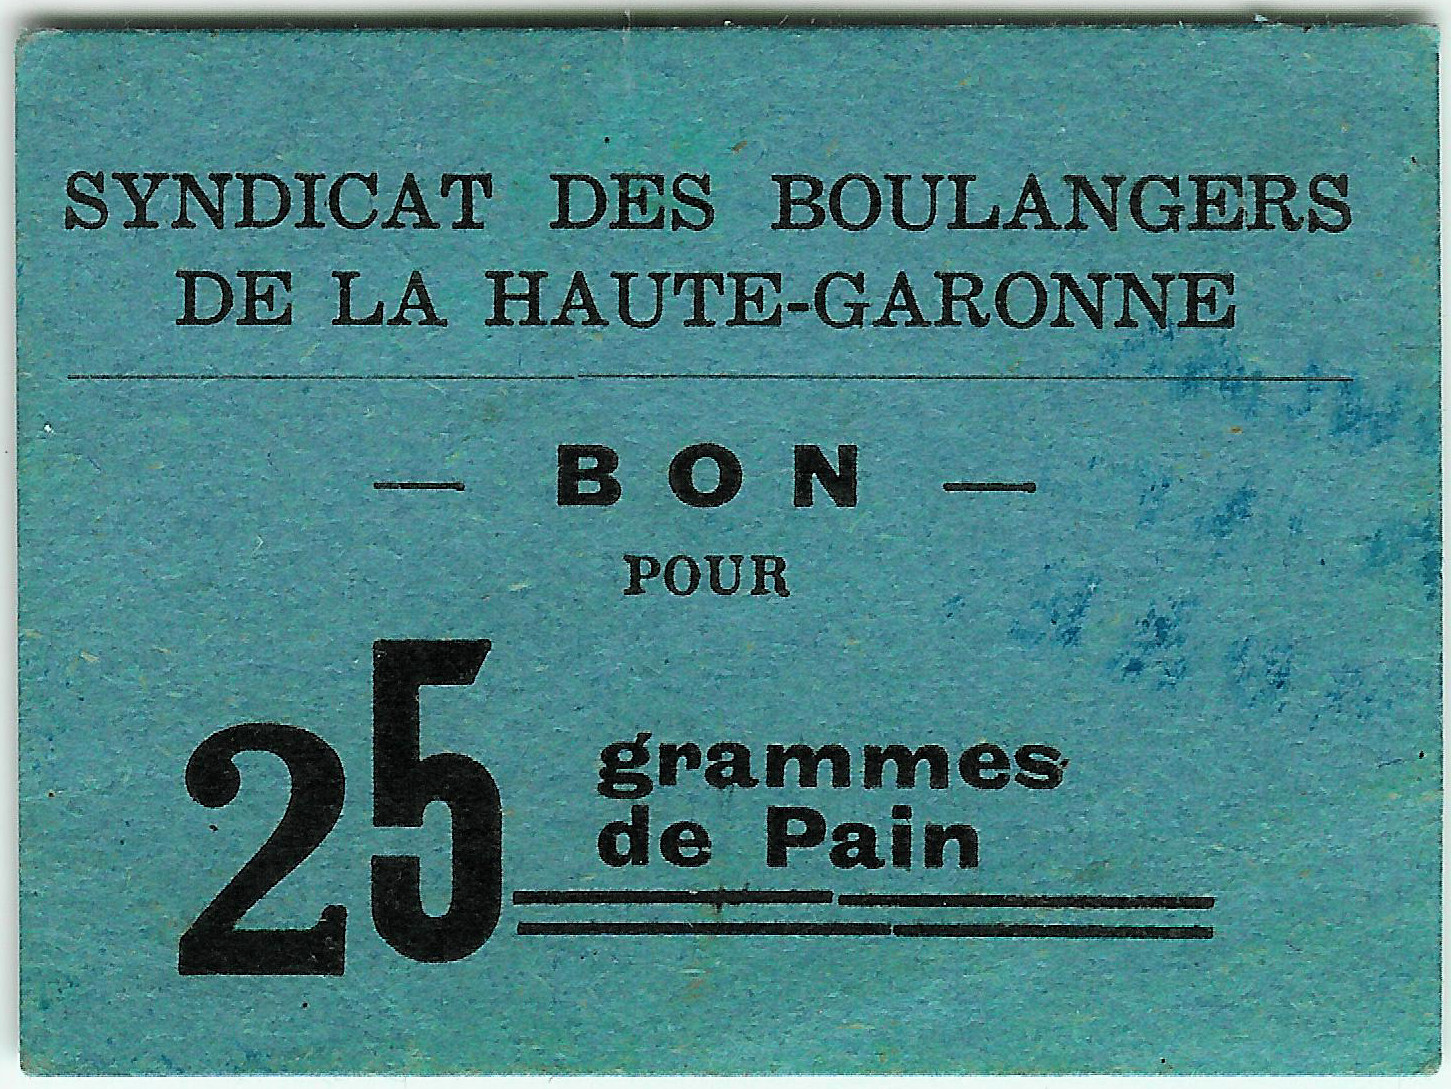 SYNDICAT DES BOULANGERS
DE LA HAUTE-GARONNE
— BON —
POUR
25 grammes
de Pain